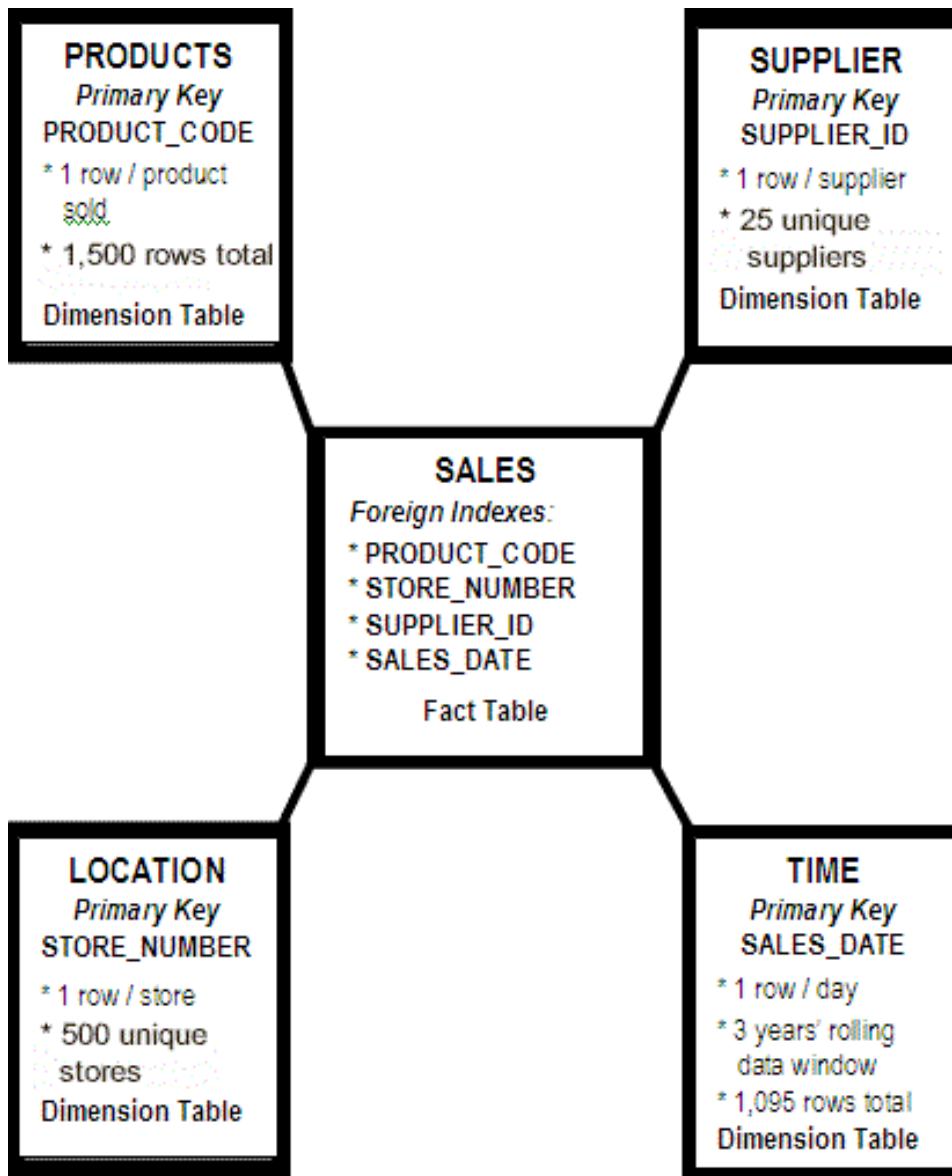 PRODUCTS
Primary Key
PRODUCT_CODE
* 1 row / product
sold
* 1,500 rows total
Dimension Table
SUPPLIER
Primary Key
SUPPLIER_ID
* 1 row / supplier
* 25 unique
suppliers
Dimension Table
SALES
Foreign Indexes:
* PRODUCT_CODE
* STORE_NUMBER
* SUPPLIER_ID
* SALES_DATE
Fact Table
LOCATION
Primary Key
STORE_NUMBER
* 1 row / store
* 500 unique
stores
Dimension Table
TIME
Primary Key
SALES_DATE
* 1 row / day
* 3 years' rolling
data window
* 1,095 rows total
Dimension Table